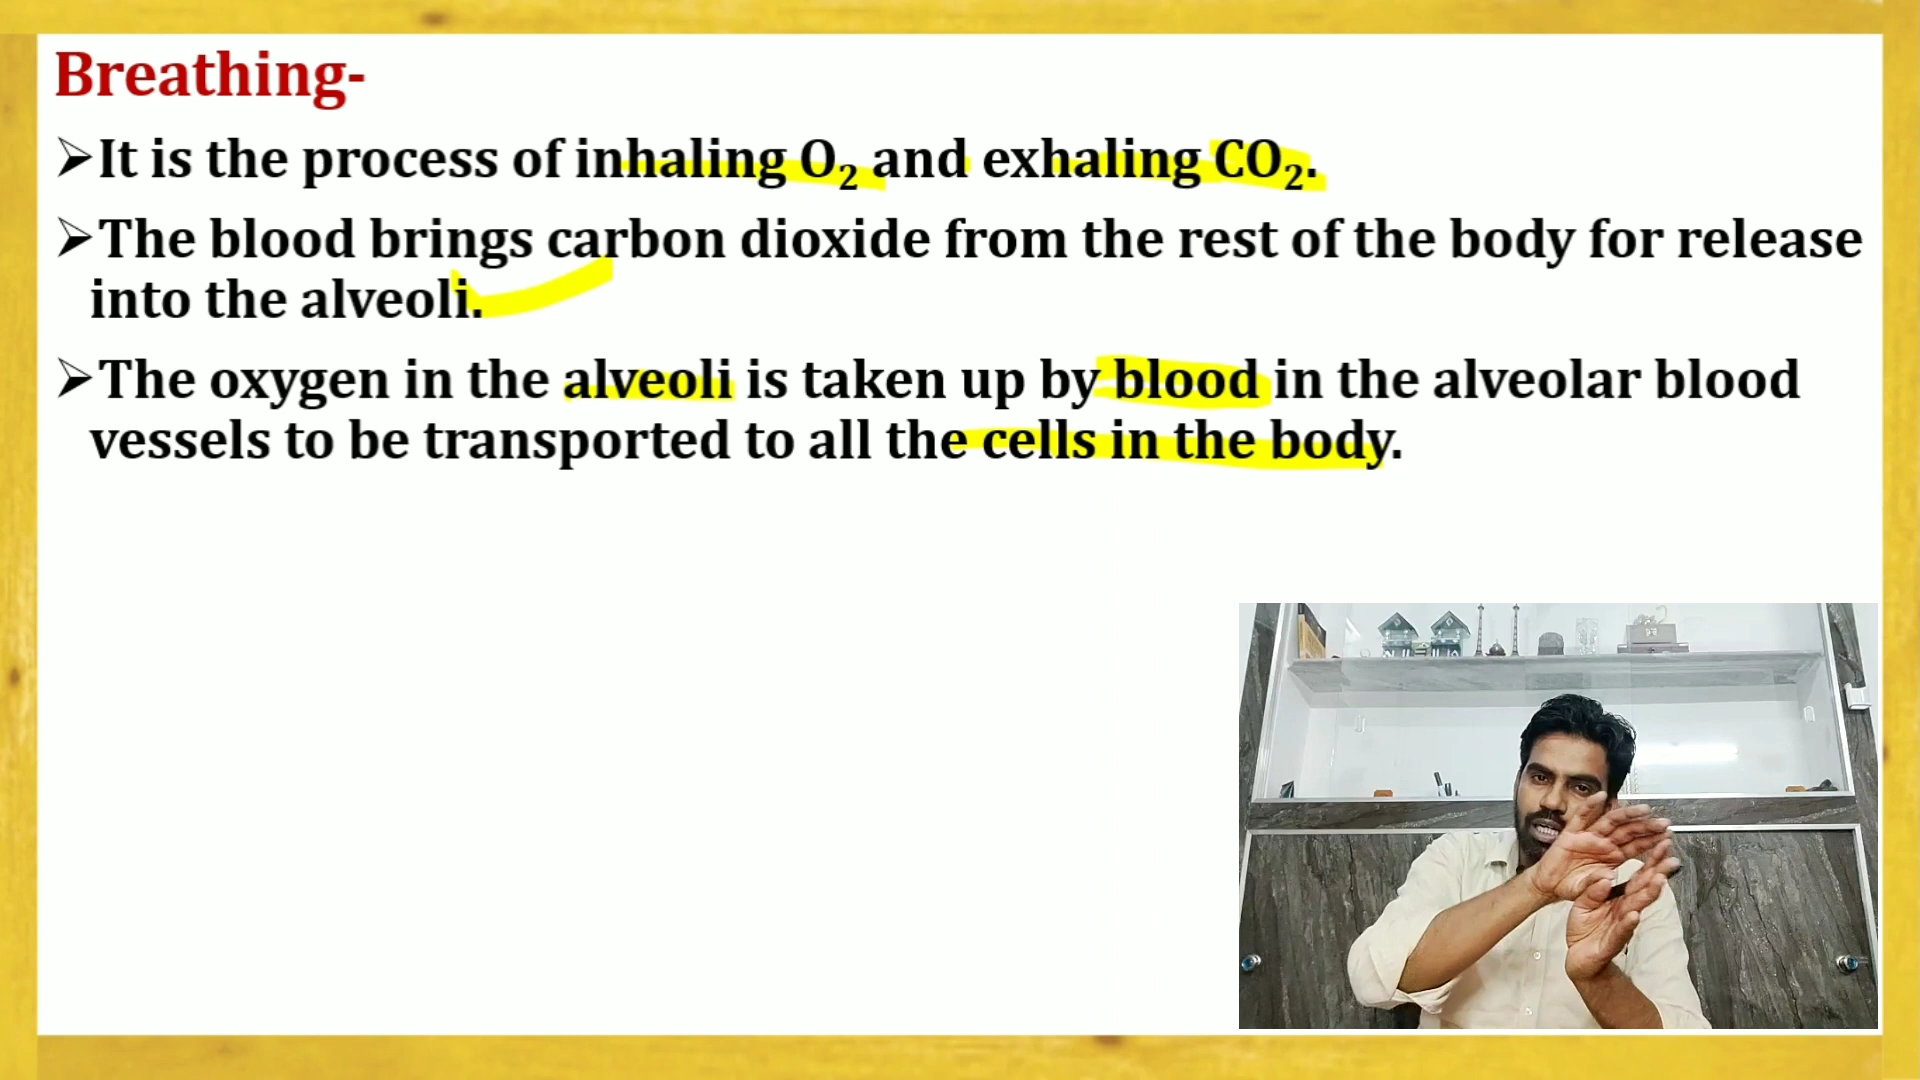 Breathing-
➢It is the process of inhaling O₂ and exhaling CO₂.
➢The blood brings carbon dioxide from the rest of the body for release
into the alveoli.
➢The oxygen in the alveoli is taken up by blood in the alveolar blood
vessels to be transported to all the cells in the body.